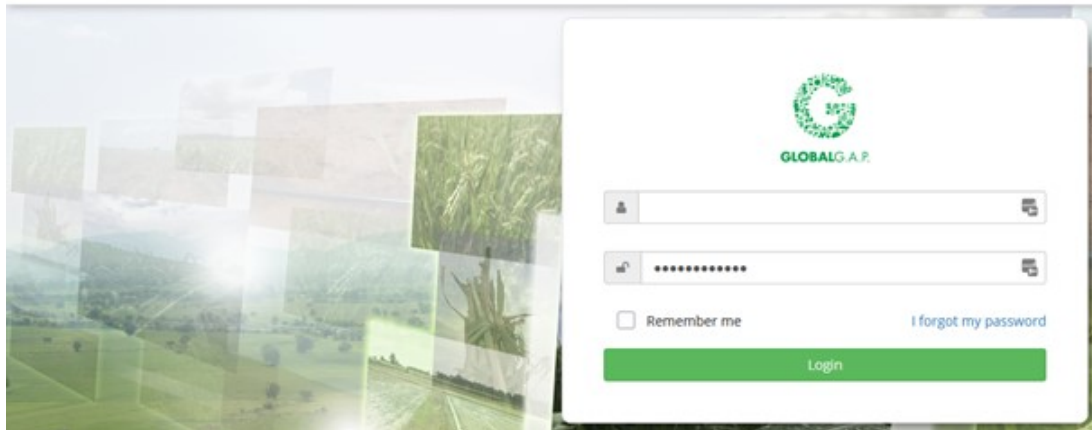 GLOBALG.A.P.
••••••••••••
Remember me
I forgot my password
Login